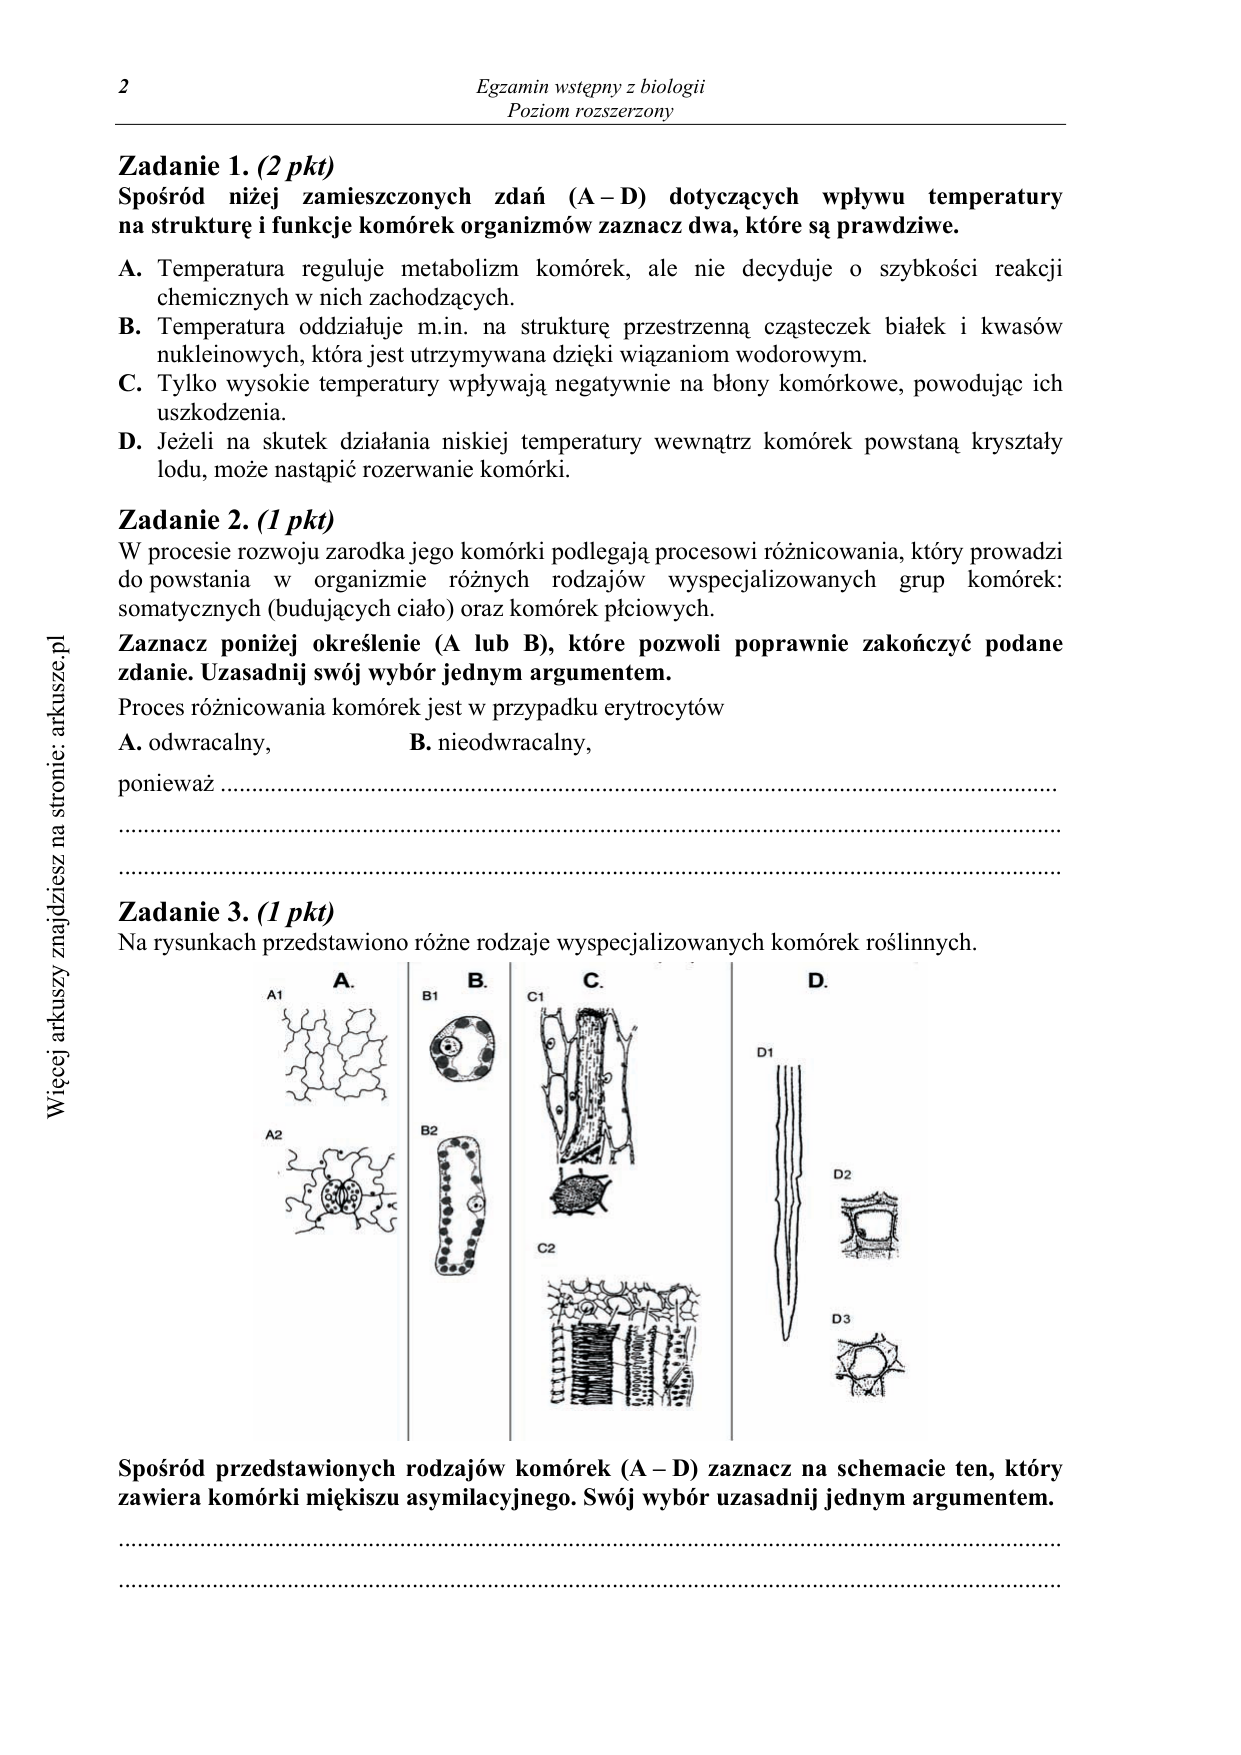 2
Egzamin wstępny z biologii
Poziom rozszerzony
Zadanie 1. (2 pkt)
Spośród niżej zamieszczonych zdań (A – D) dotyczących wpływu temperatury
na strukturę i funkcje komórek organizmów zaznacz dwa, które są prawdziwe.
A. Temperatura reguluje metabolizm komórek, ale nie decyduje o szybkości reakcji
chemicznych w nich zachodzących.
B. Temperatura oddziałuje m.in. na strukturę przestrzenną cząsteczek białek i kwasów
nukleinowych, która jest utrzymywana dzięki wiązaniom wodorowym.
C. Tylko wysokie temperatury wpływają negatywnie na błony komórkowe, powodując ich
uszkodzenia.
D. Jeżeli na skutek działania niskiej temperatury wewnątrz komórek powstaną kryształy
lodu, może nastąpić rozerwanie komórki.
Zadanie 2. (1 pkt)
W procesie rozwoju zarodka jego komórki podlegają procesowi różnicowania, który prowadzi
do powstania w organizmie różnych rodzajów wyspecjalizowanych grup komórek:
somatycznych (budujących ciało) oraz komórek płciowych.
Zaznacz poniżej określenie (A lub B), które pozwoli poprawnie zakończyć podane
zdanie. Uzasadnij swój wybór jednym argumentem.
Proces różnicowania komórek jest w przypadku erytrocytów
A. odwracalny, B. nieodwracalny,
ponieważ ......................................................................................................................................
.......................................................................................................................................................
.......................................................................................................................................................
Zadanie 3. (1 pkt)
Na rysunkach przedstawiono różne rodzaje wyspecjalizowanych komórek roślinnych.
A. B. C. D.
A1 B1 C1
D1
A2 B2
D2
C2
D3
Spośród przedstawionych rodzajów komórek (A – D) zaznacz na schemacie ten, który
zawiera komórki miękiszu asymilacyjnego. Swój wybór uzasadnij jednym argumentem.
.......................................................................................................................................................
.......................................................................................................................................................
Więcej arkuszy znajdziesz na stronie: arkusze.pl